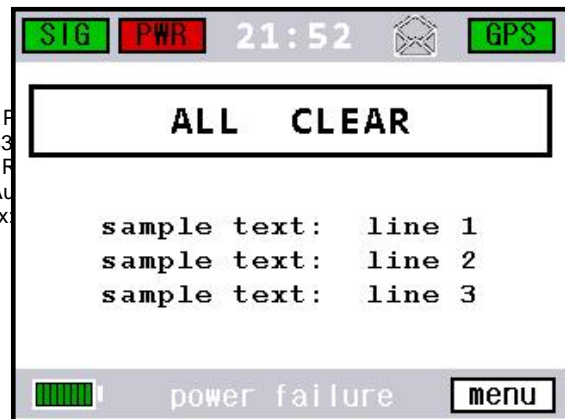 SIG PWR 21:52 GPS
ALL CLEAR
sample text: line 1
sample text: line 2
sample text: line 3
power failure menu